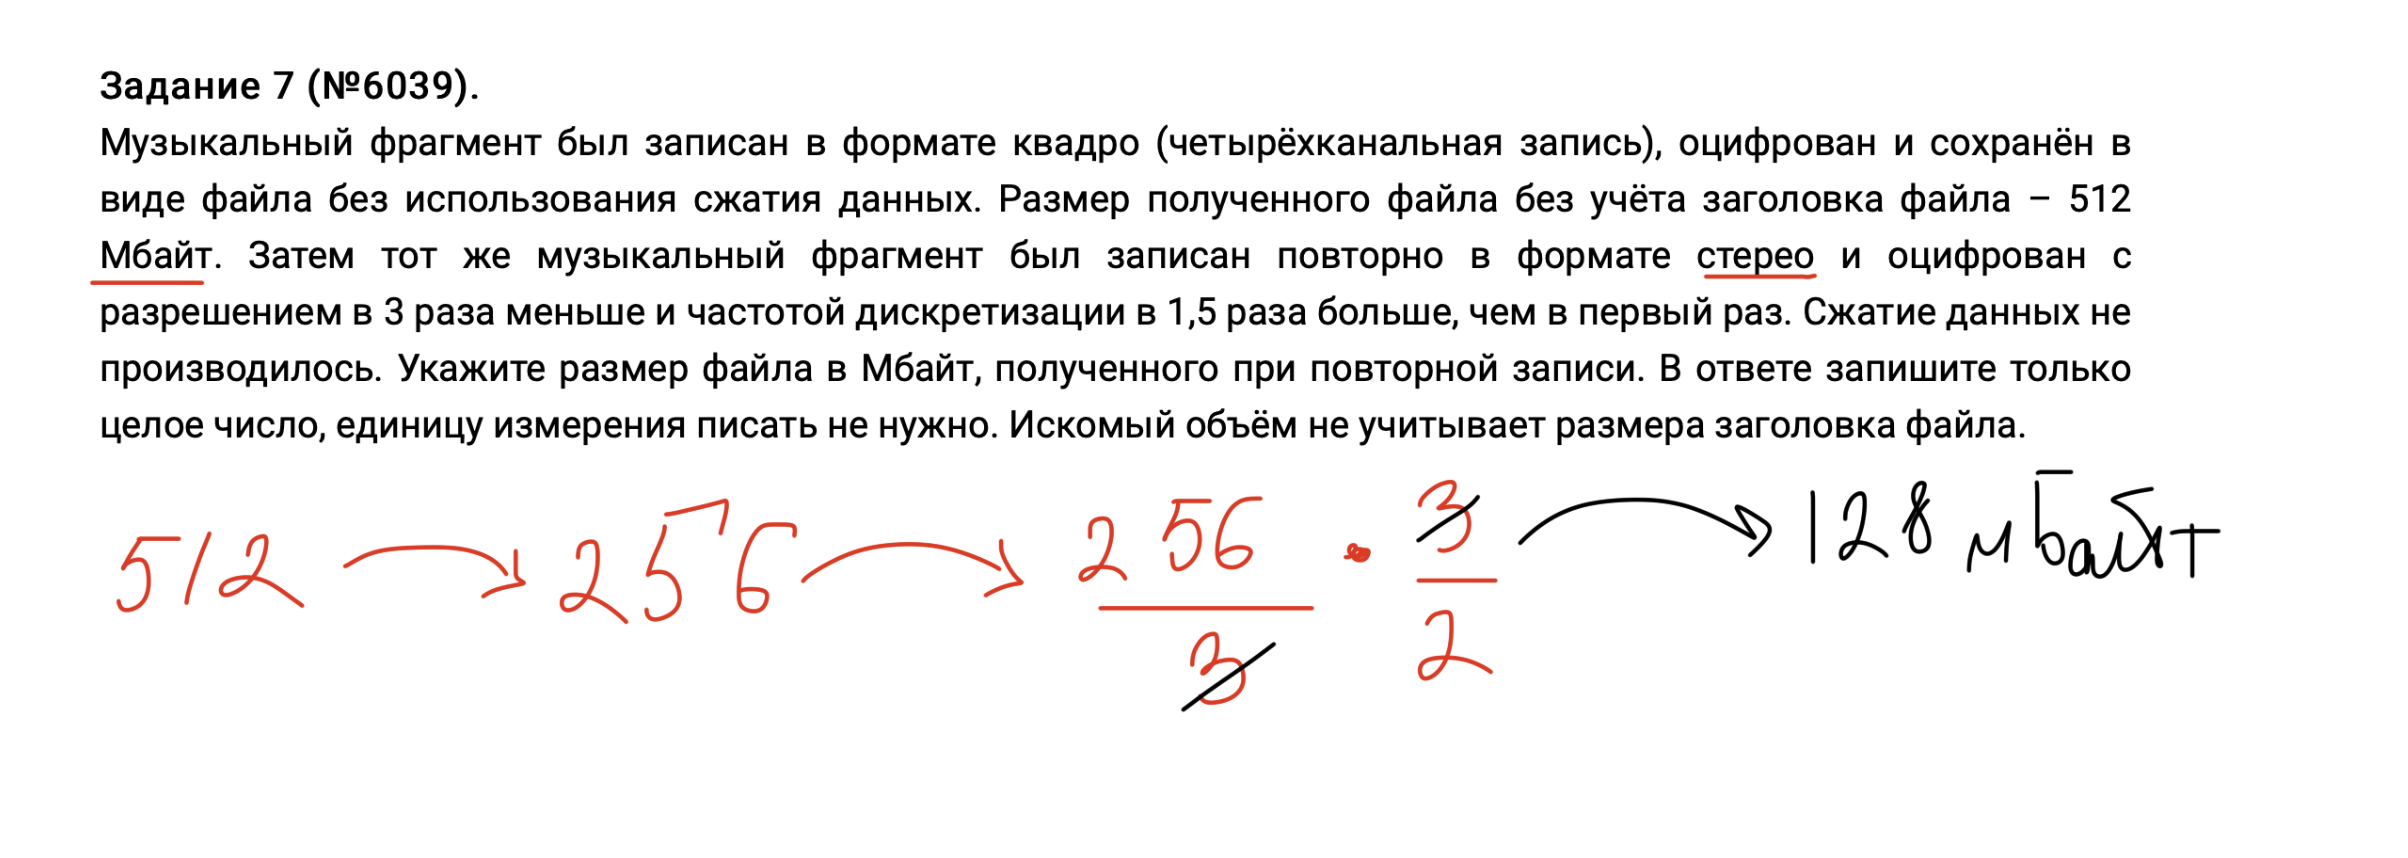 Задание 7 (№6039).
Музыкальный фрагмент был записан в формате квадро (четырёхканальная запись), оцифрован и сохранён в
виде файла без использования сжатия данных. Размер полученного файла без учёта заголовка файла – 512
Мбайт. Затем тот же музыкальный фрагмент был записан повторно в формате стерео и оцифрован с
разрешением в 3 раза меньше и частотой дискретизации в 1,5 раза больше, чем в первый раз. Сжатие данных не
производилось. Укажите размер файла в Мбайт, полученного при повторной записи. В ответе запишите только
целое число, единицу измерения писать не нужно. Искомый объём не учитывает размера заголовка файла.
512 → 256 → 256/3 • 3/2 → 128 мбайт